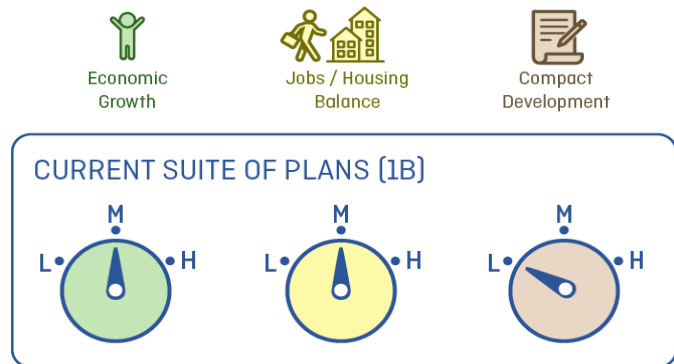 Economic
Growth
Jobs / Housing
Balance
Compact
Development
CURRENT SUITE OF PLANS (1B)
M
L
H
M
L
H
M
L
H